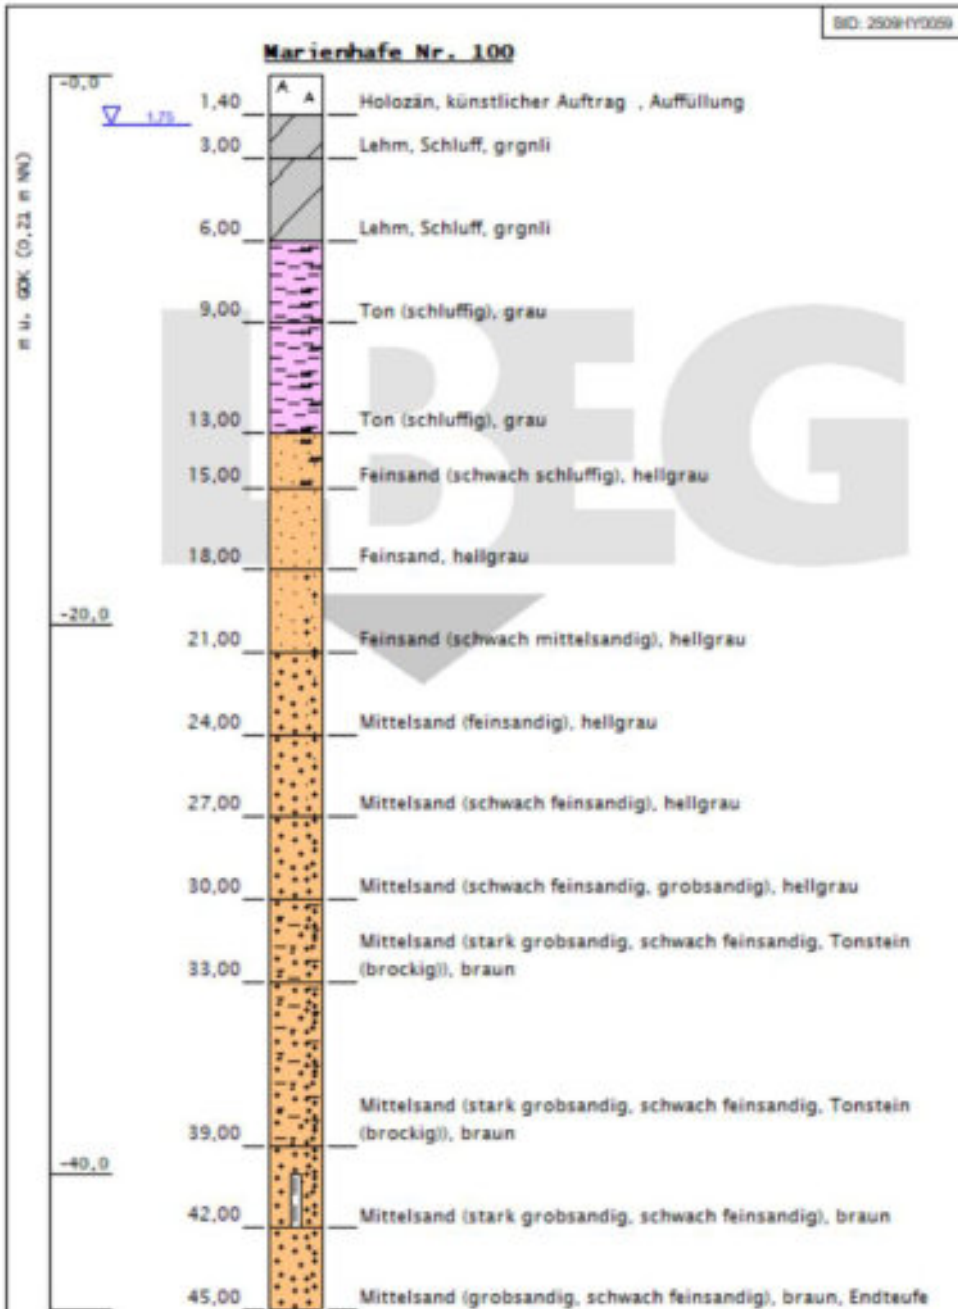 BID: 2509HY0059
Marienhafe Nr. 100
-0,0
m u. GOK (0,21 m NN)
A
A
1,40 Holozän, künstlicher Auftrag , Auffüllung
1,75
3,00 Lehm, Schluff, grgnli
6,00 Lehm, Schluff, grgnli
9,00 Ton (schluffig), grau
13,00 Ton (schluffig), grau
15,00 Feinsand (schwach schluffig), hellgrau
18,00 Feinsand, hellgrau
-20,0
21,00 Feinsand (schwach mittelsandig), hellgrau
24,00 Mittelsand (feinsandig), hellgrau
27,00 Mittelsand (schwach feinsandig), hellgrau
30,00 Mittelsand (schwach feinsandig, grobsandig), hellgrau
Mittelsand (stark grobsandig, schwach feinsandig, Tonstein
33,00 (brockig)), braun
Mittelsand (stark grobsandig, schwach feinsandig, Tonstein
39,00 (brockig)), braun
-40,0
42,00 Mittelsand (stark grobsandig, schwach feinsandig), braun
45,00 Mittelsand (grobsandig, schwach feinsandig), braun, Endteufe
LBEG